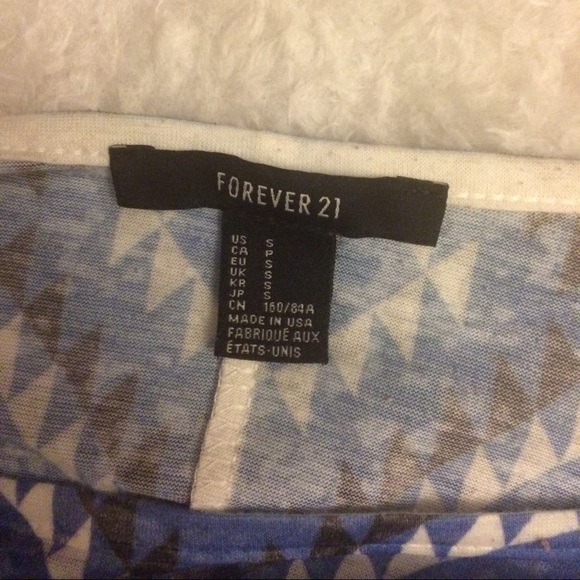 FOREVER 21
US S
CA P
EU S
UK S
KR S
JP S
CN 160/84A
MADE IN USA
FABRIQUÉ AUX
ÉTATS-UNIS